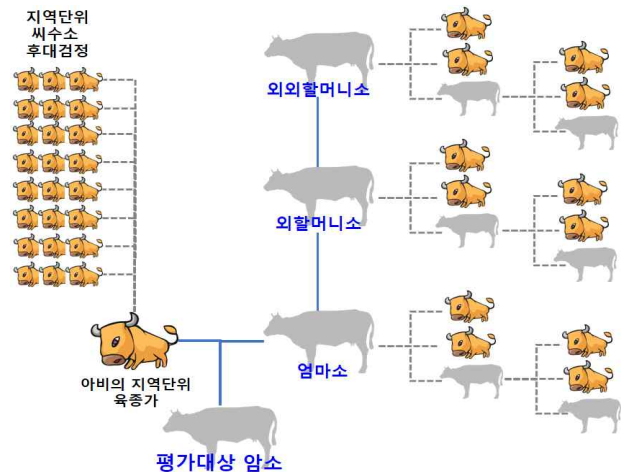 지역단위
씨수소
후대검정
외외할머니소
외할머니소
엄마소
아비의 지역단위
육종가
평가대상 암소